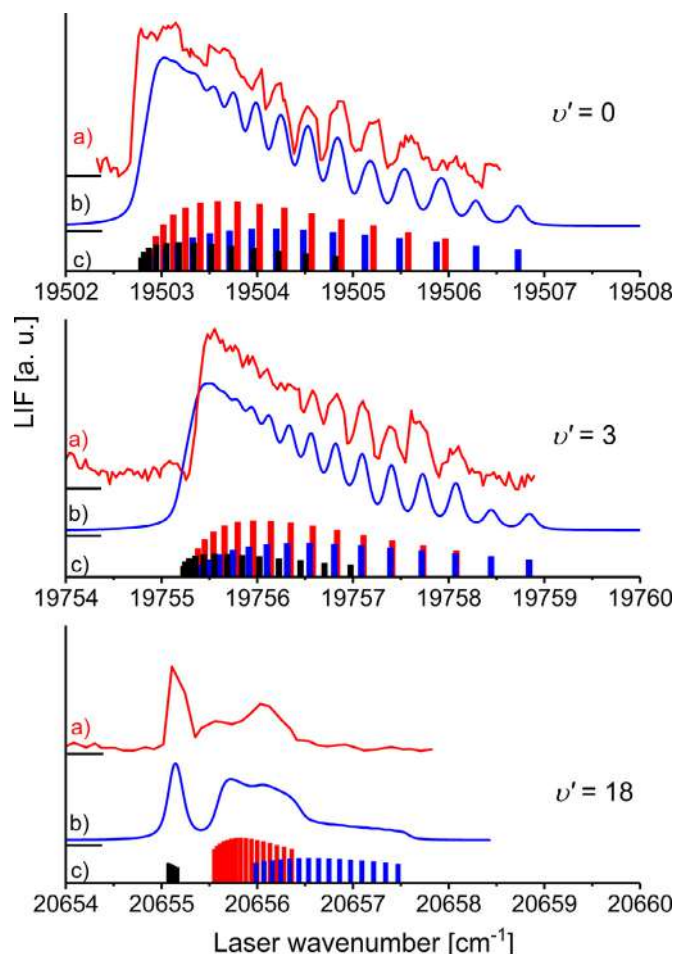 a)
υ′ = 0
b)
c)
19502 19503 19504 19505 19506 19507 19508
LIF [a. u.]
a)
υ′ = 3
b)
c)
19754 19755 19756 19757 19758 19759 19760
a)
υ′ = 18
b)
c)
20654 20655 20656 20657 20658 20659 20660
Laser wavenumber [cm⁻¹]